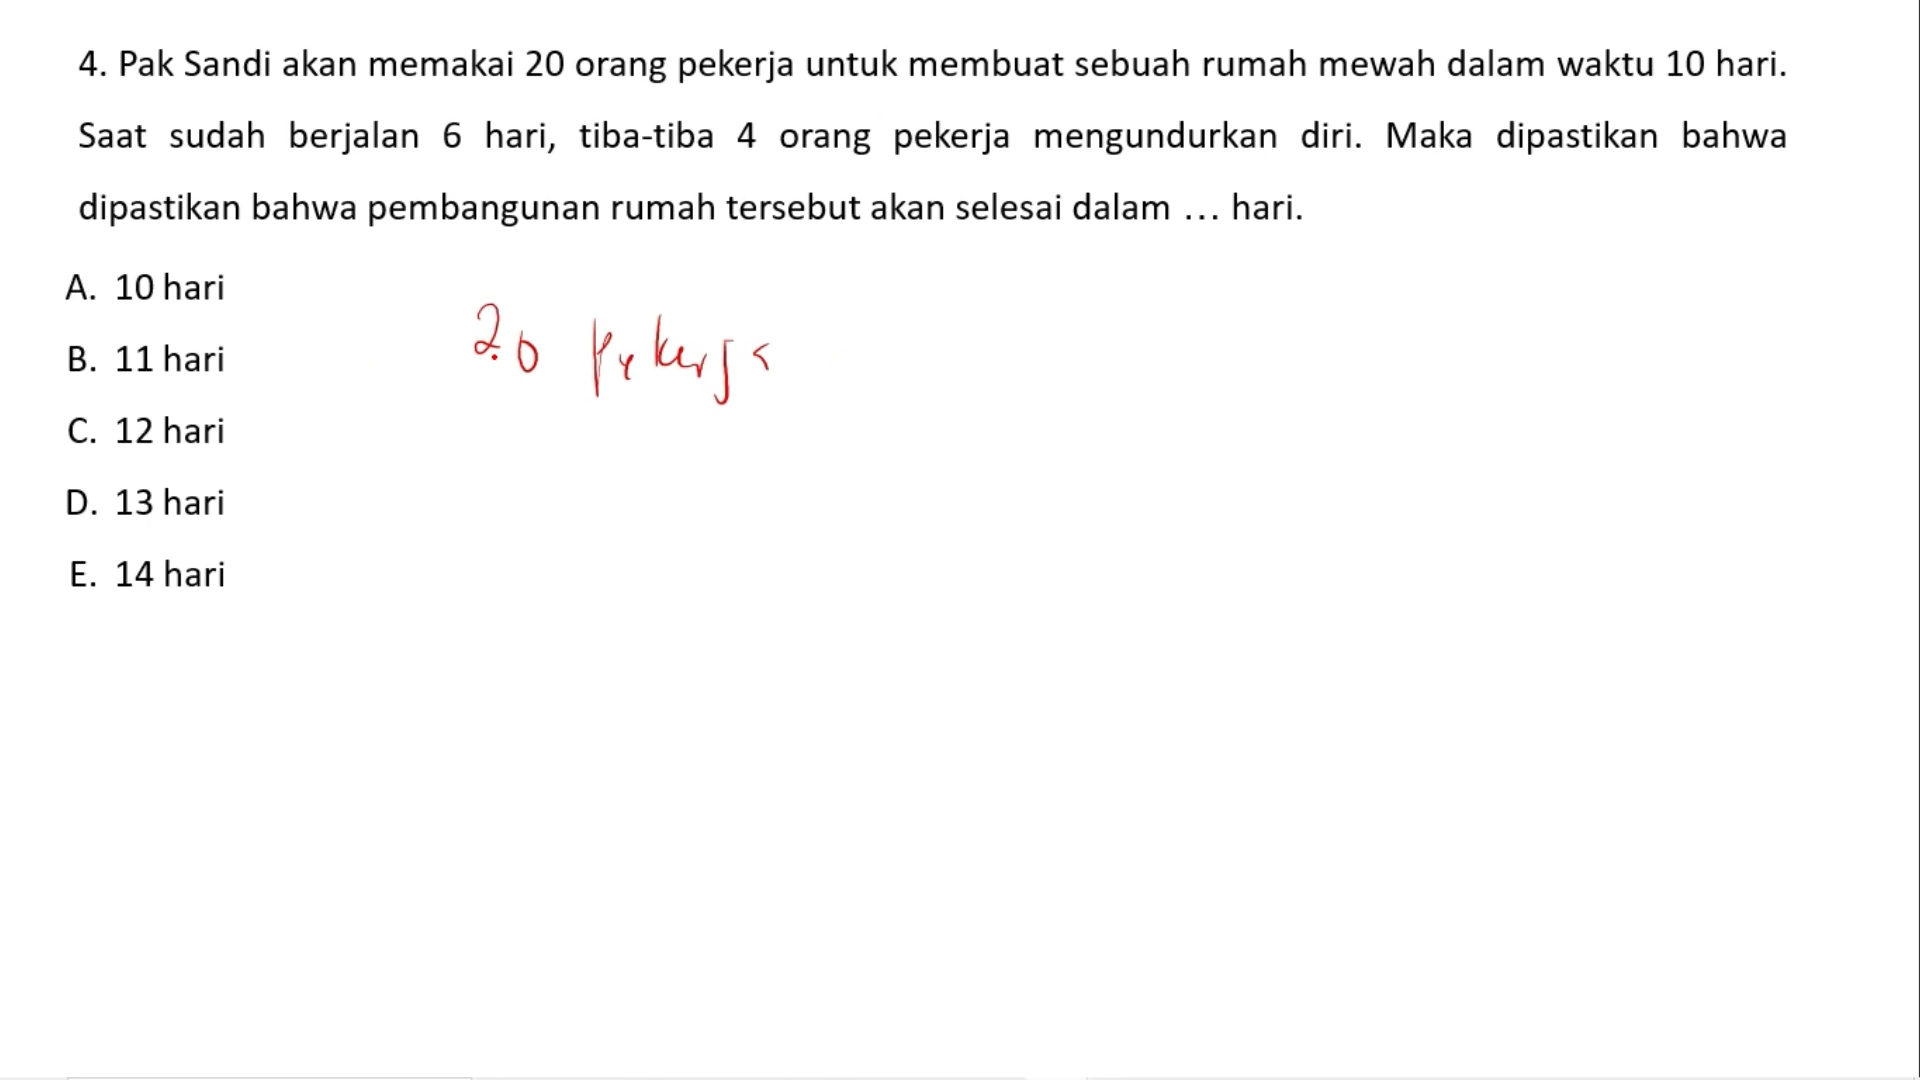 4. Pak Sandi akan memakai 20 orang pekerja untuk membuat sebuah rumah mewah dalam waktu 10 hari.
Saat sudah berjalan 6 hari, tiba-tiba 4 orang pekerja mengundurkan diri. Maka dipastikan bahwa
dipastikan bahwa pembangunan rumah tersebut akan selesai dalam ... hari.
A. 10 hari
20 pekerja
B. 11 hari
C. 12 hari
D. 13 hari
E. 14 hari